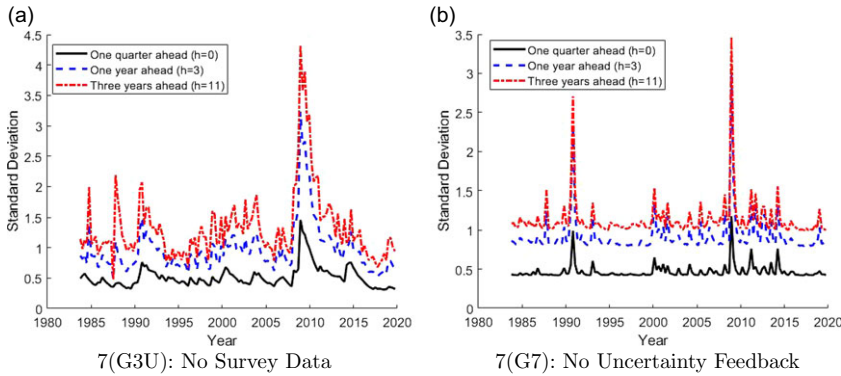 (a)
4.5
4
3.5
3
2.5
2
1.5
1
0.5
0
Standard Deviation
One quarter ahead (h=0)
One year ahead (h=3)
Three years ahead (h=11)
1980 1985 1990 1995 2000 2005 2010 2015 2020
Year
7(G3U): No Survey Data
(b)
3.5
3
2.5
2
1.5
1
0.5
0
Standard Deviation
One quarter ahead (h=0)
One year ahead (h=3)
Three years ahead (h=11)
1980 1985 1990 1995 2000 2005 2010 2015 2020
Year
7(G7): No Uncertainty Feedback